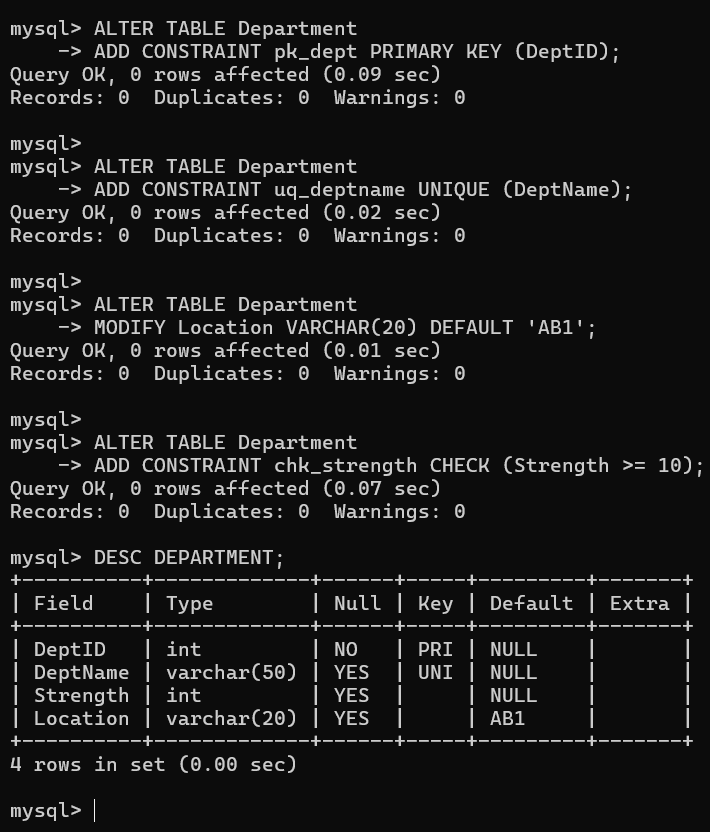 mysql> ALTER TABLE Department
    -> ADD CONSTRAINT pk_dept PRIMARY KEY (DeptID);
Query OK, 0 rows affected (0.09 sec)
Records: 0  Duplicates: 0  Warnings: 0

mysql>
mysql> ALTER TABLE Department
    -> ADD CONSTRAINT uq_deptname UNIQUE (DeptName);
Query OK, 0 rows affected (0.02 sec)
Records: 0  Duplicates: 0  Warnings: 0

mysql>
mysql> ALTER TABLE Department
    -> MODIFY Location VARCHAR(20) DEFAULT 'AB1';
Query OK, 0 rows affected (0.01 sec)
Records: 0  Duplicates: 0  Warnings: 0

mysql>
mysql> ALTER TABLE Department
    -> ADD CONSTRAINT chk_strength CHECK (Strength >= 10);
Query OK, 0 rows affected (0.07 sec)
Records: 0  Duplicates: 0  Warnings: 0

mysql> DESC DEPARTMENT;
+----------+-------------+------+-----+---------+-------+
| Field    | Type        | Null | Key | Default | Extra |
+----------+-------------+------+-----+---------+-------+
| DeptID   | int         | NO   | PRI | NULL    |       |
| DeptName | varchar(50) | YES  | UNI | NULL    |       |
| Strength | int         | YES  |     | NULL    |       |
| Location | varchar(20) | YES  |     | AB1     |       |
+----------+-------------+------+-----+---------+-------+
4 rows in set (0.00 sec)

mysql>